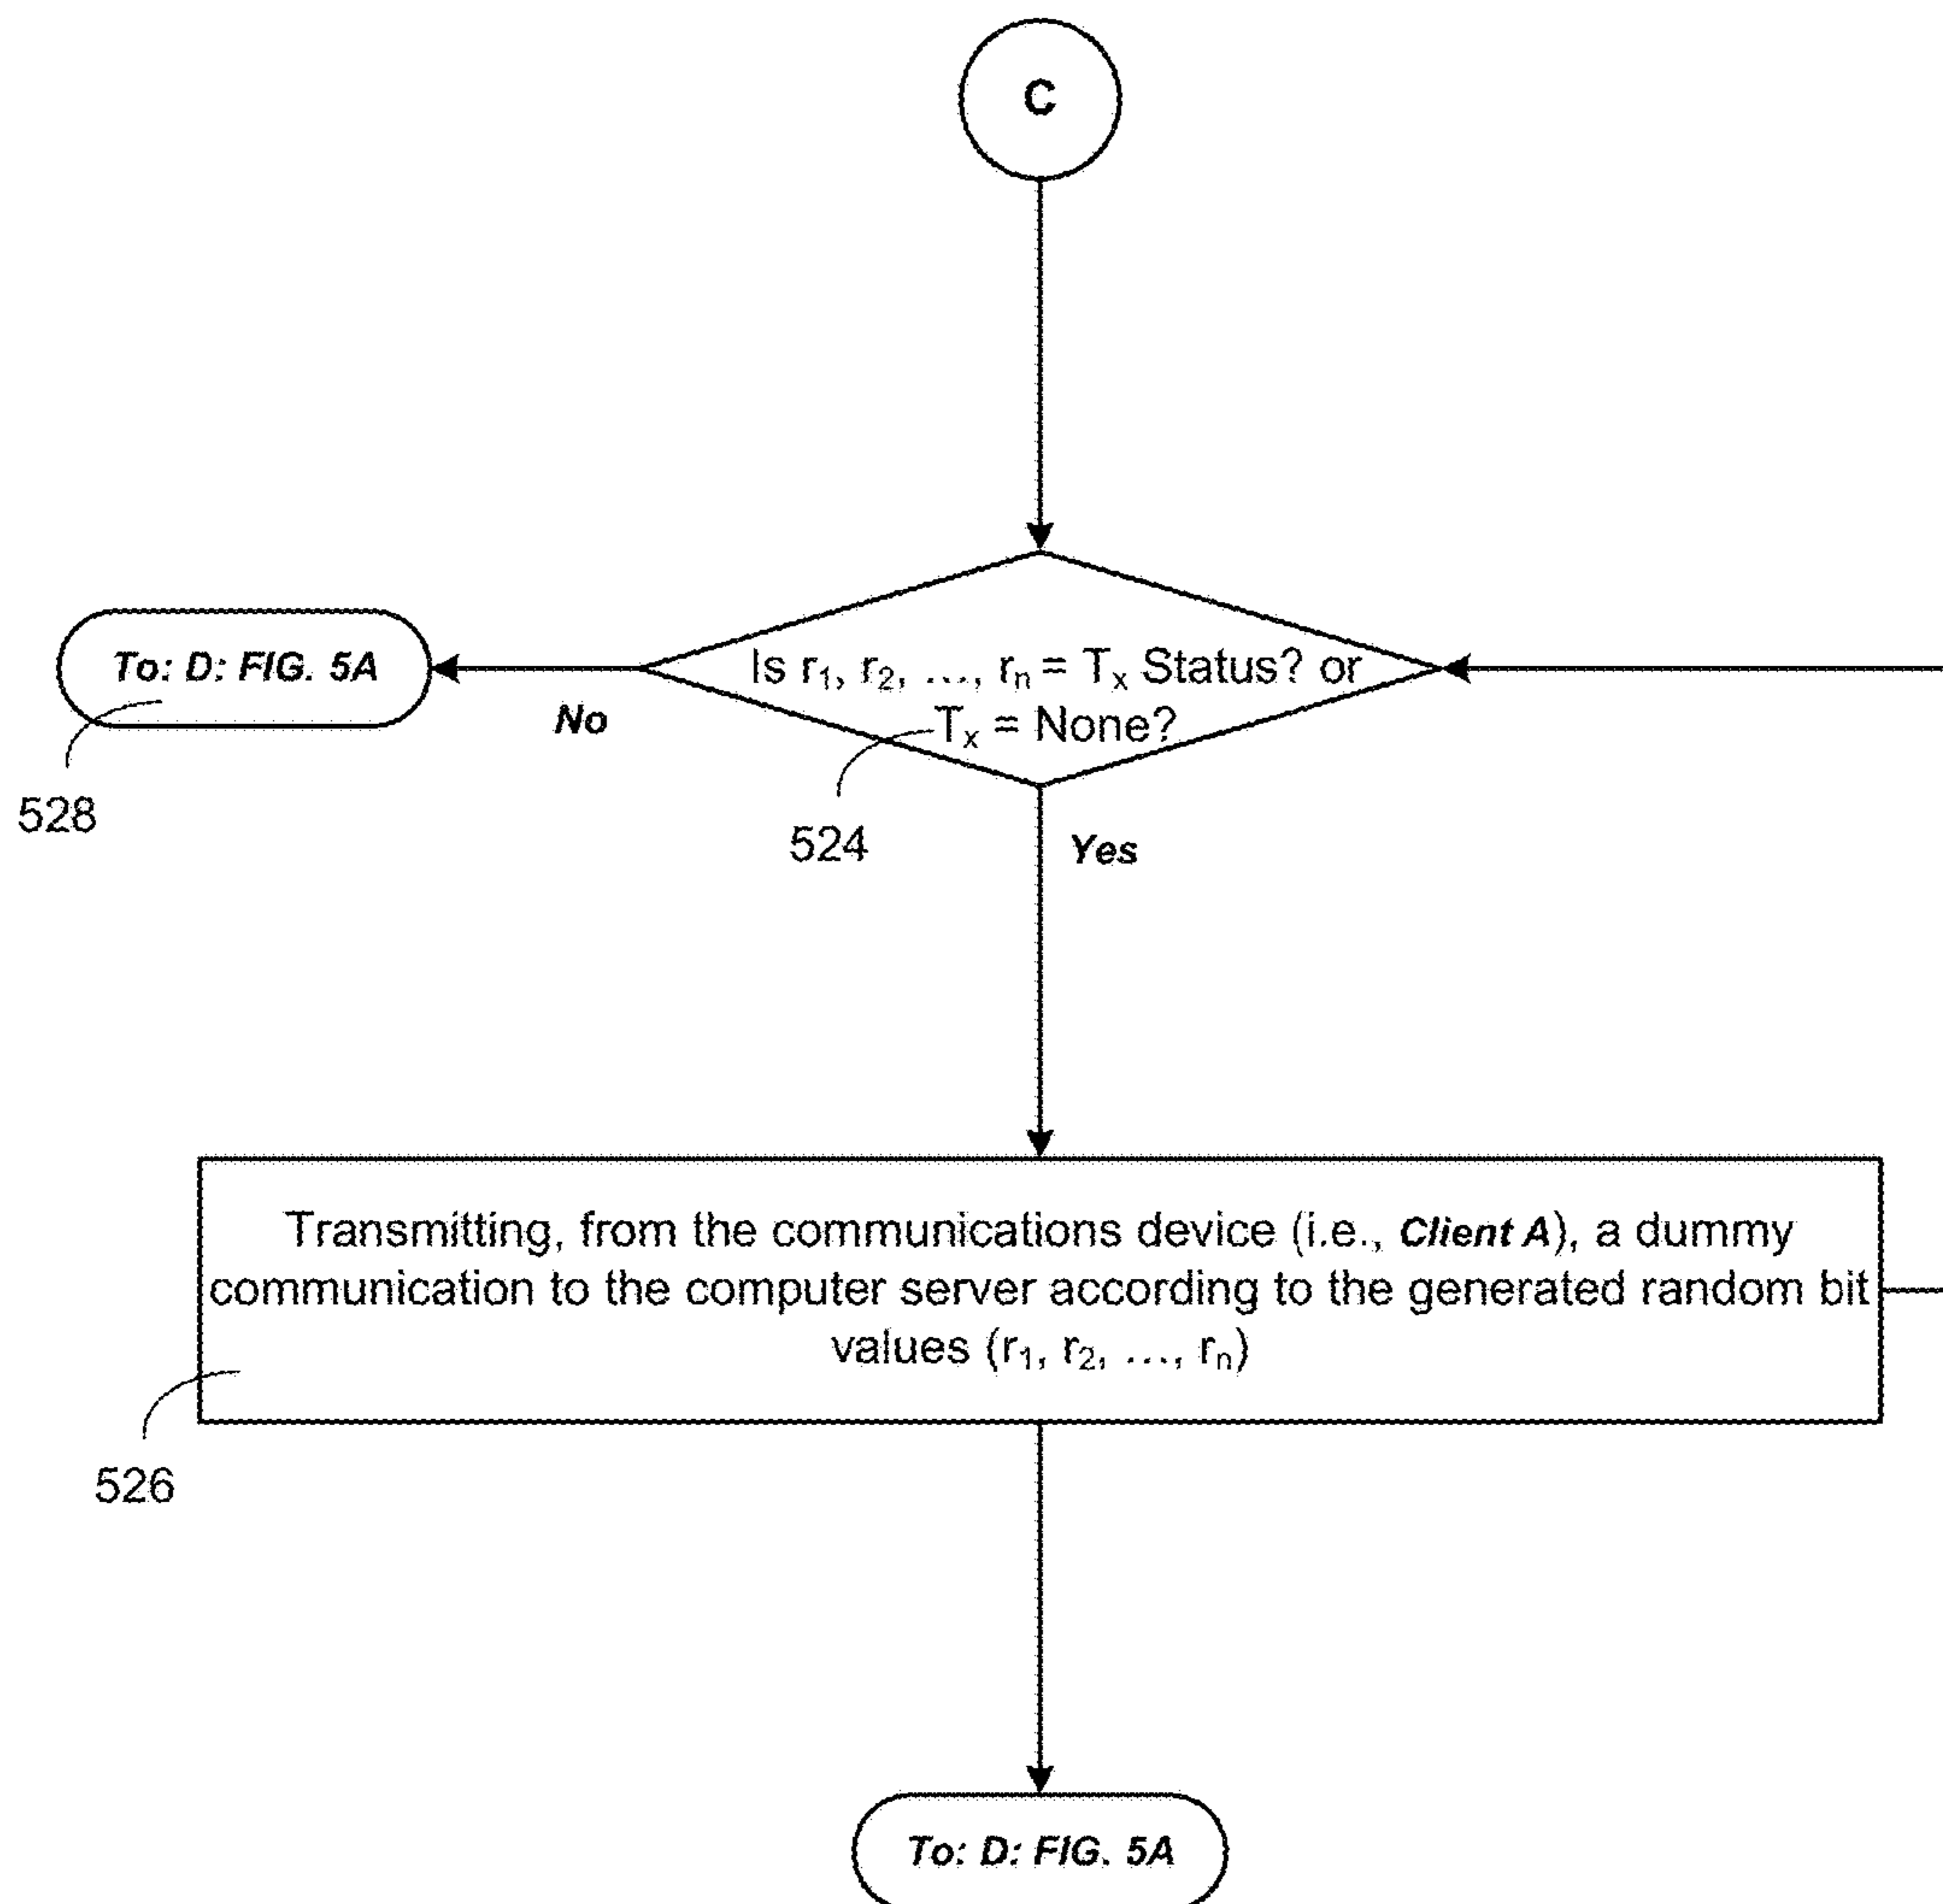 C
Is r₁, r₂, ..., rₙ = Tₓ Status? or
Tₓ = None?
To: D: FIG. 5A
No
528
524
Yes
Transmitting, from the communications device (i.e., Client A), a dummy
communication to the computer server according to the generated random bit
values (r₁, r₂, ..., rₙ)
526
To: D: FIG. 5A